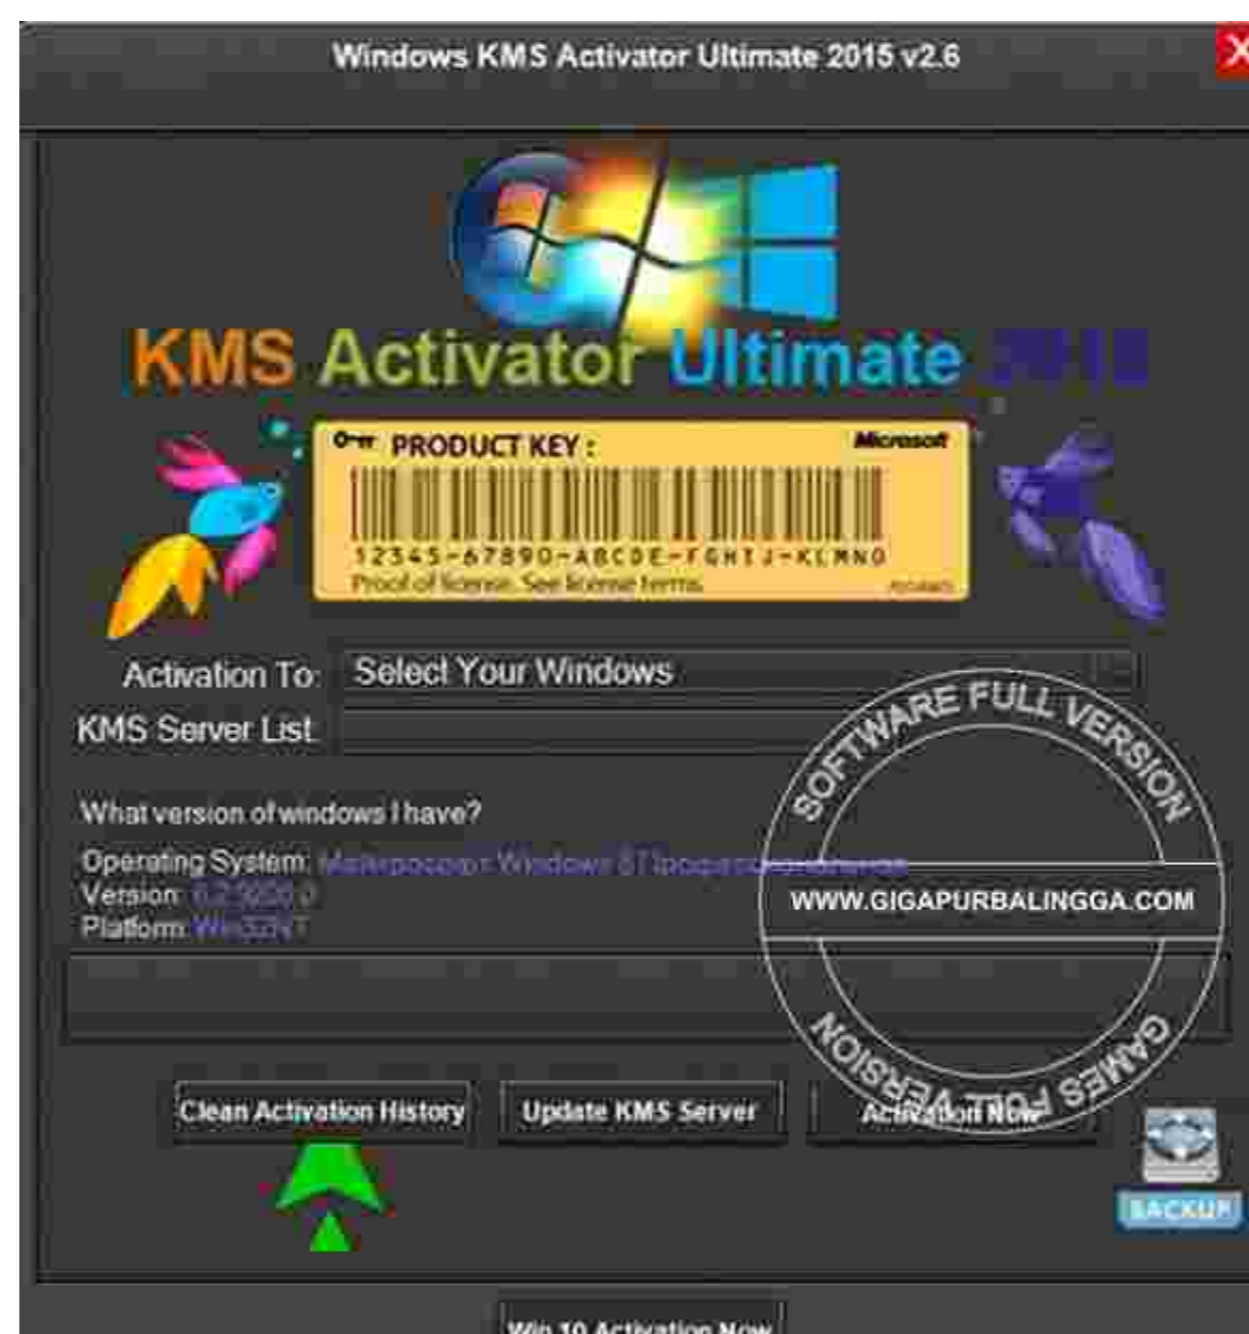 Windows KMS Activator Ultimate 2015 v2.6
X
KMS Activator Ultimate
PRODUCT KEY :
Microsoft
12345-67890-ABCDE-FGHIJ-KLMNO
Proof of license. See license terms.
Activation To:
Select Your Windows
KMS Server List
SOFTWARE FULL VERSION
What version of windows I have?
Operating System: Windows
Version:
WWW.GIGAPURBALINGGA.COM
Platform: Win32NT
GAMES FULL VERSION
Clean Activation History
Update KMS Server
Activation Now
BACKUP
Win 10 Activation Now